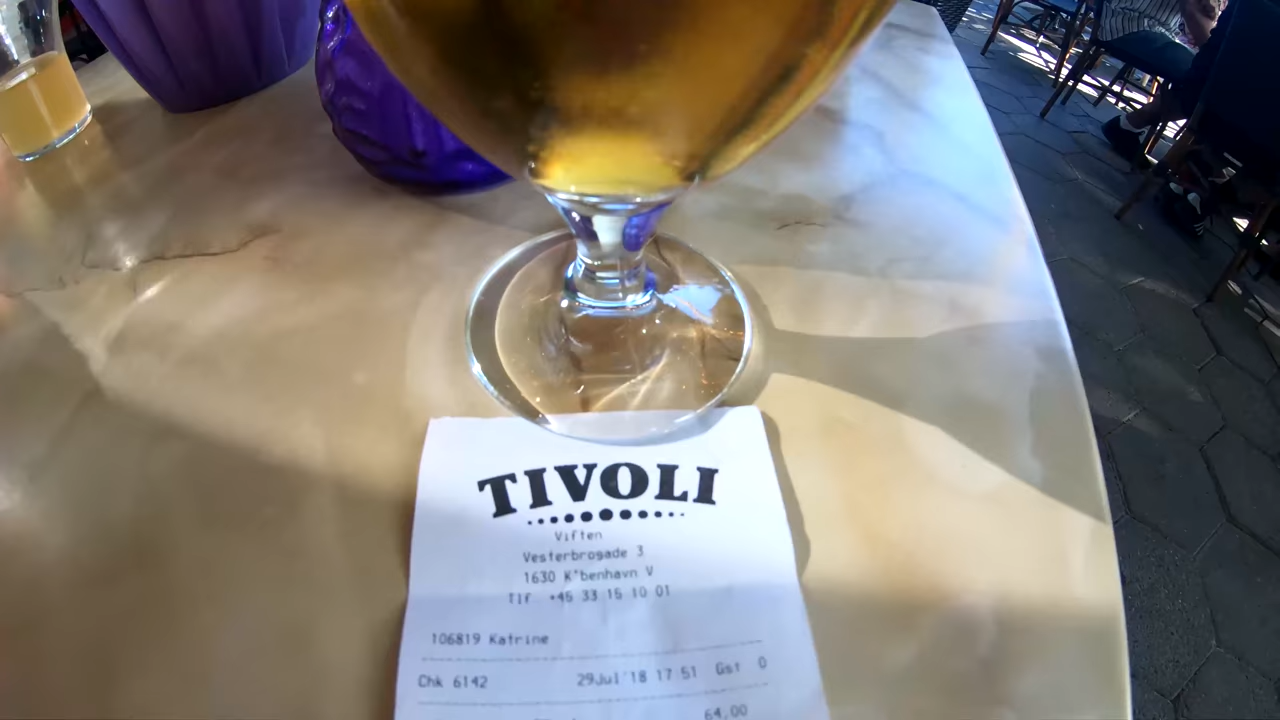 TIVOLI
Viften
Vesterbrogade 3
1630 K°benhavn V
Tlf +45 33 15 10 01
106819 Katrine
Chk 6142 29Jul'18 17:51 Gst 0
64,00